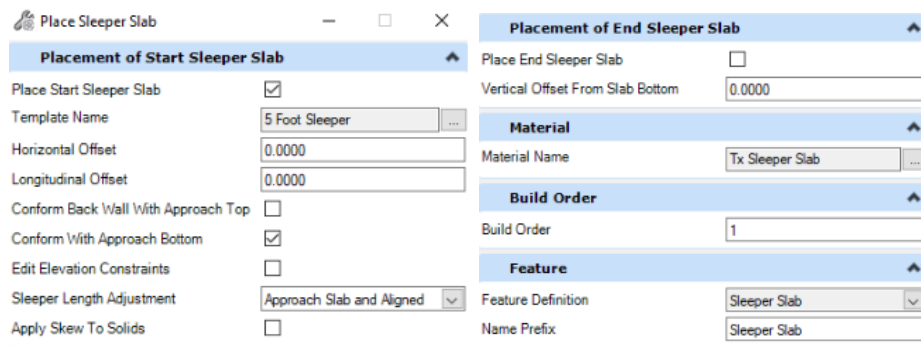 Place Sleeper Slab
Placement of Start Sleeper Slab
Place Start Sleeper Slab
Template Name 5 Foot Sleeper ...
Horizontal Offset 0.0000
Longitudinal Offset 0.0000
Conform Back Wall With Approach Top
Conform With Approach Bottom
Edit Elevation Constraints
Sleeper Length Adjustment Approach Slab and Aligned
Apply Skew To Solids
Placement of End Sleeper Slab
Place End Sleeper Slab
Vertical Offset From Slab Bottom 0.0000
Material
Material Name Tx Sleeper Slab ...
Build Order
Build Order 1
Feature
Feature Definition Sleeper Slab
Name Prefix Sleeper Slab